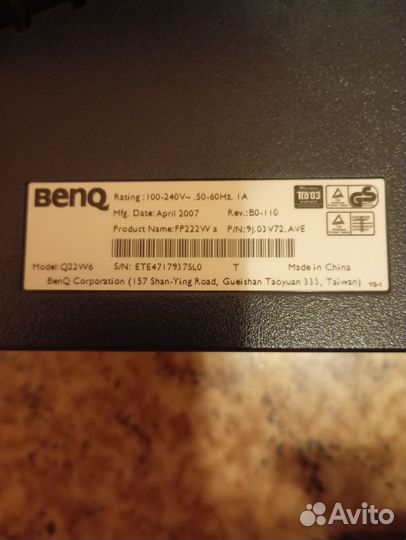 BenQ
Rating :100-240V~ ,50-60Hz, 1A
Mfg. Date:April 2007 Rev.:B0-110
Product Name:FP222W a P/N:9J.03V72.AVE
Model:Q22W6 S/N: ETE4717937SL0 T Made in China
BenQ Corporation (157 Shan-Ying Road, Gueishan Taoyuan 333, Taiwan) YS-1
TCO'03
Avito